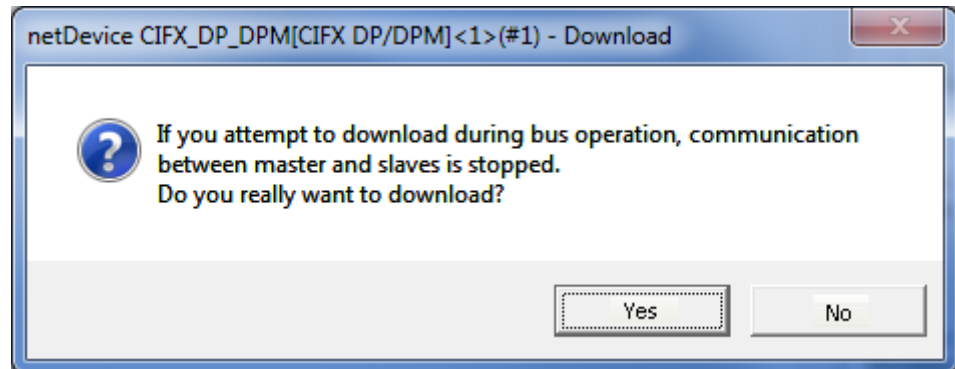 netDevice CIFX_DP_DPM[CIFX DP/DPM]<1>(#1) - Download
If you attempt to download during bus operation, communication
between master and slaves is stopped.
Do you really want to download?
Yes
No